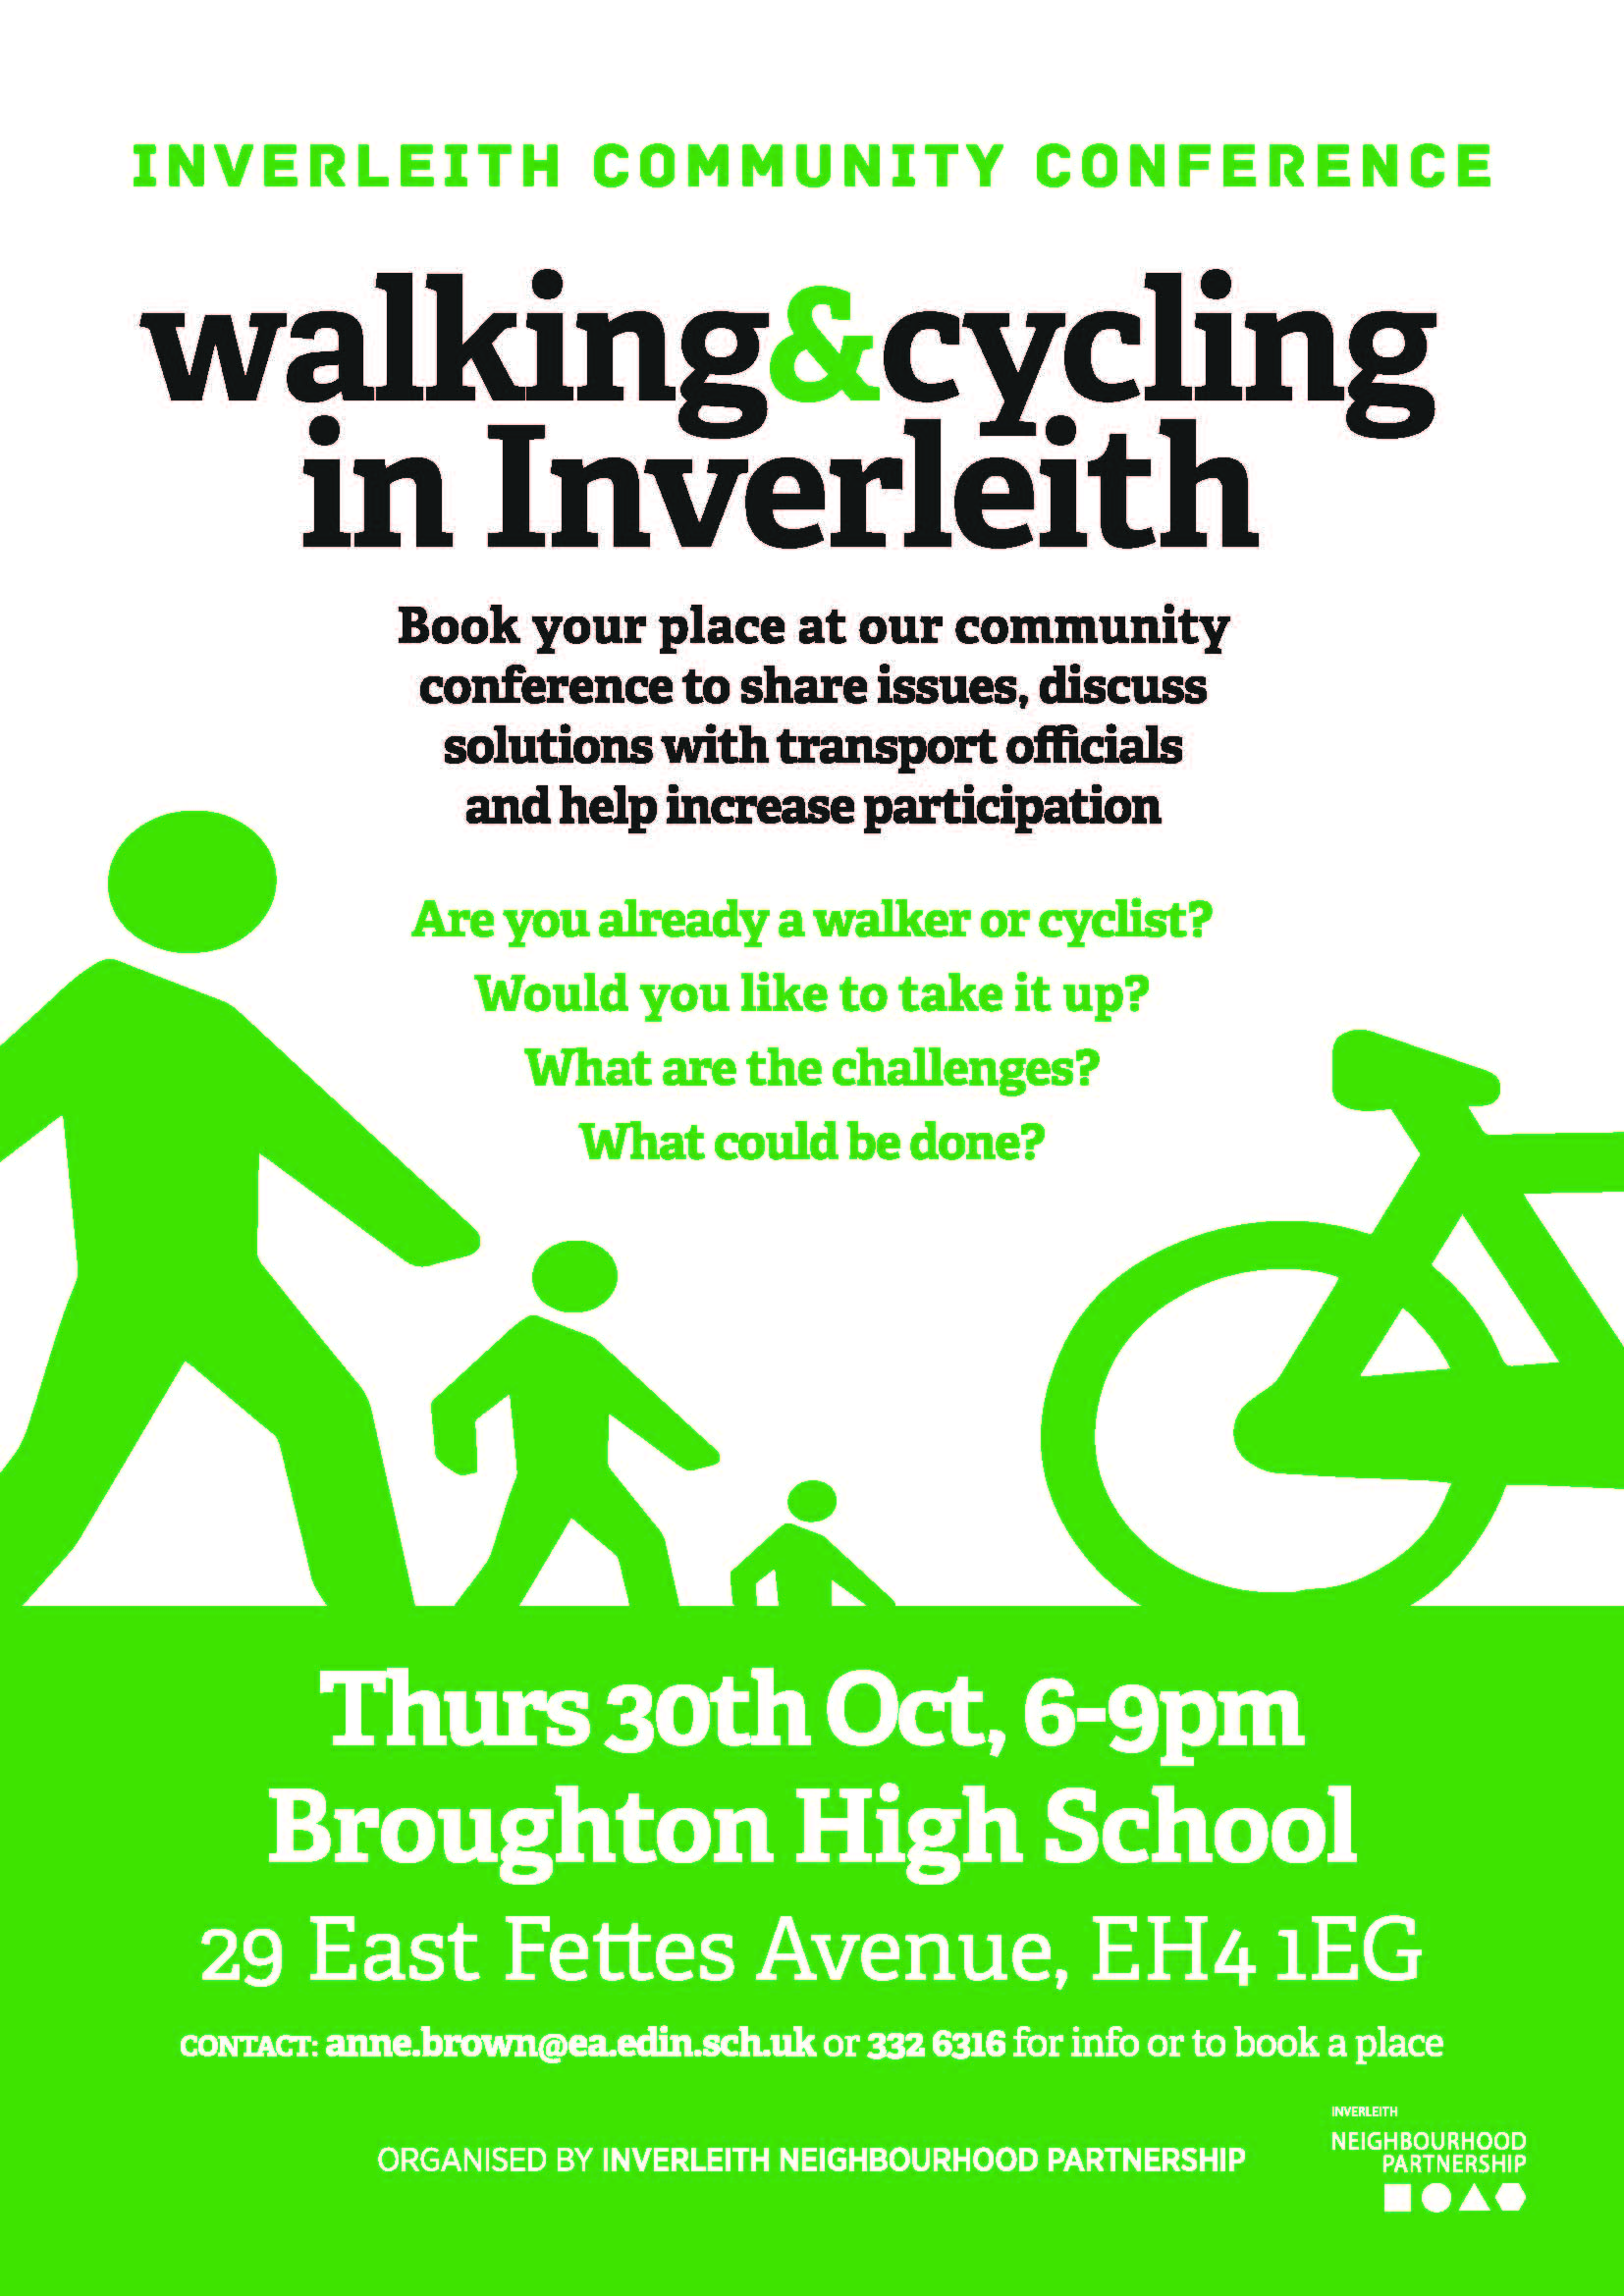 INVERLEITH COMMUNITY CONFERENCE
walking&cycling
in Inverleith
Book your place at our community
conference to share issues, discuss
solutions with transport officials
and help increase participation
Are you already a walker or cyclist?
Would you like to take it up?
What are the challenges?
What could be done?
Thurs 30th Oct, 6-9pm
Broughton High School
29 East Fettes Avenue, EH4 1EG
CONTACT: anne.brown@ea.edin.sch.uk or 332 6316 for info or to book a place
ORGANISED BY INVERLEITH NEIGHBOURHOOD PARTNERSHIP
INVERLEITH
NEIGHBOURHOOD
PARTNERSHIP